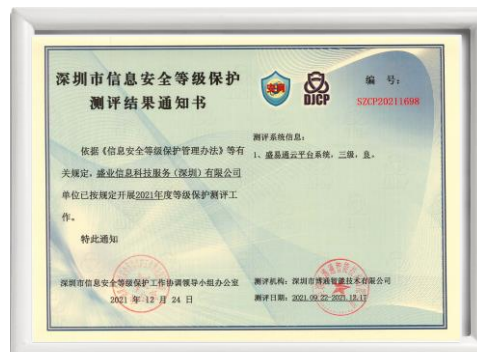 深圳市信息安全等级保护
测评结果通知书
DJCP
编 号:
SZCP20211698
依据《信息安全等级保护管理办法》等有
关规定,盛业信息科技服务(深圳)有限公司
单位已按规定开展2021年度等级保护测评工
作。
特此通知
深圳市信息安全等级保护工作协调领导小组办公室
2021 年 12 月 24 日
测评系统信息:
1、盛易通云平台系统,三级,良。
测评机构:深圳市博通智能技术有限公司
测评日期:2021.09.22-2021.12.17